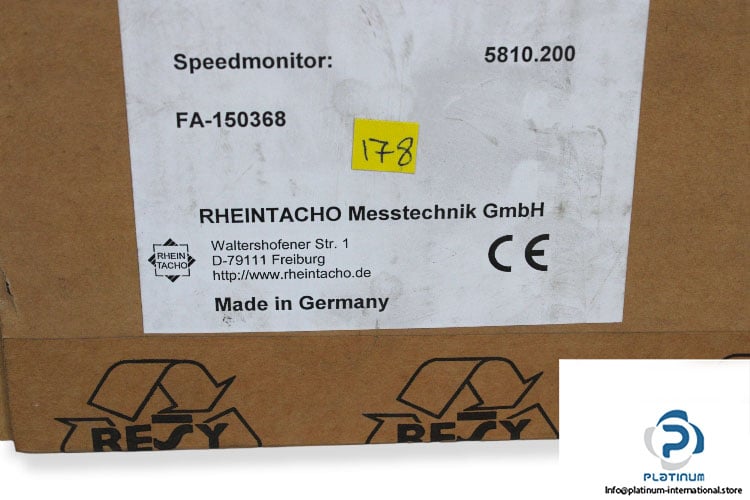 Speedmonitor: 5810.200
FA-150368
178
RHEINTACHO Messtechnik GmbH
RHEIN
TACHO
Waltershofener Str. 1
D-79111 Freiburg
http://www.rheintacho.de
CE
Made in Germany
RESY
RESY
PLATINUM
Info@platinum-international.store